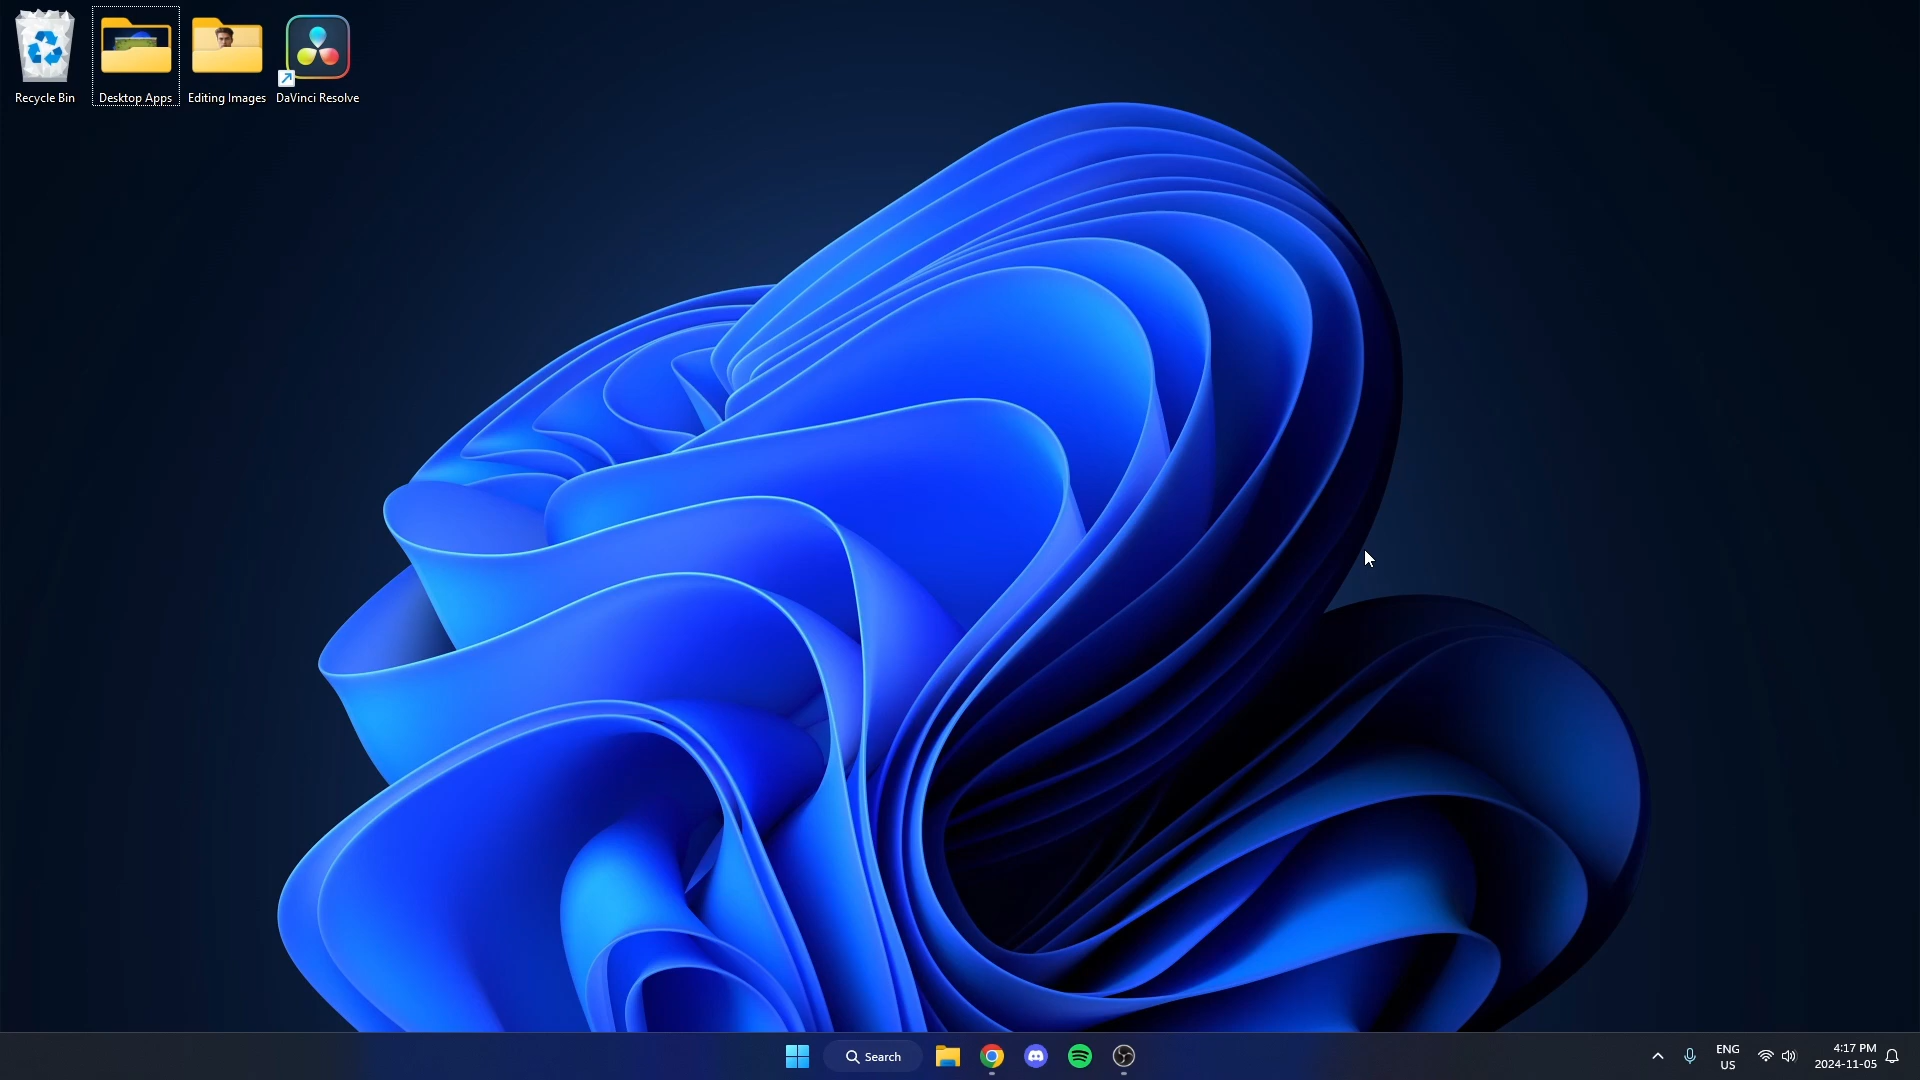 Recycle Bin
Desktop Apps
Editing Images
DaVinci Resolve
Search
ENG
US
4:17 PM
2024-11-05